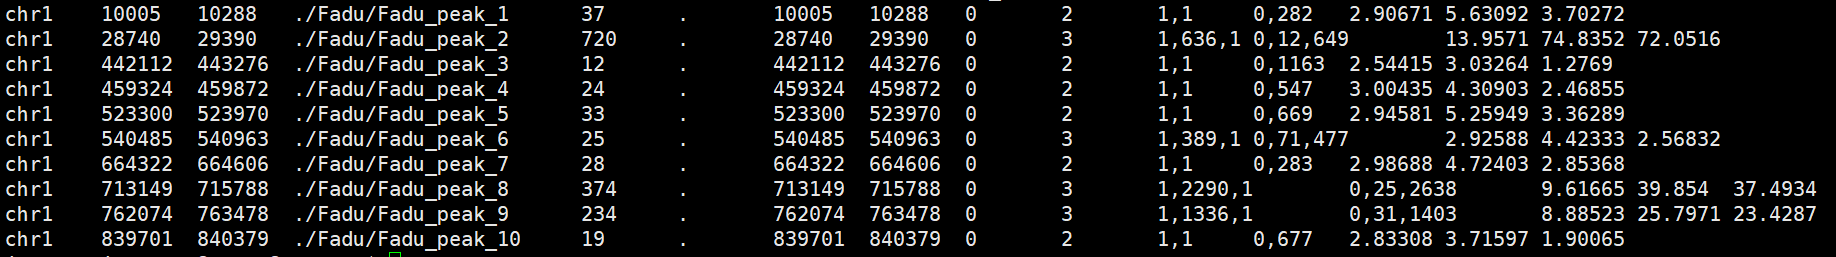 chr1 10005 10288 ./Fadu/Fadu_peak_1 37 . 10005 10288 0 2 1,1 0,282 2.90671 5.63092 3.70272
chr1 28740 29390 ./Fadu/Fadu_peak_2 720 . 28740 29390 0 3 1,636,1 0,12,649 13.9571 74.8352 72.0516
chr1 442112 443276 ./Fadu/Fadu_peak_3 12 . 442112 443276 0 2 1,1 0,1163 2.54415 3.03264 1.2769
chr1 459324 459872 ./Fadu/Fadu_peak_4 24 . 459324 459872 0 2 1,1 0,547 3.00435 4.30903 2.46855
chr1 523300 523970 ./Fadu/Fadu_peak_5 33 . 523300 523970 0 2 1,1 0,669 2.94581 5.25949 3.36289
chr1 540485 540963 ./Fadu/Fadu_peak_6 25 . 540485 540963 0 3 1,389,1 0,71,477 2.92588 4.42333 2.56832
chr1 664322 664606 ./Fadu/Fadu_peak_7 28 . 664322 664606 0 2 1,1 0,283 2.98688 4.72403 2.85368
chr1 713149 715788 ./Fadu/Fadu_peak_8 374 . 713149 715788 0 3 1,2290,1 0,25,2638 9.61665 39.854 37.4934
chr1 762074 763478 ./Fadu/Fadu_peak_9 234 . 762074 763478 0 3 1,1336,1 0,31,1403 8.88523 25.7971 23.4287
chr1 839701 840379 ./Fadu/Fadu_peak_10 19 . 839701 840379 0 2 1,1 0,677 2.83308 3.71597 1.90065